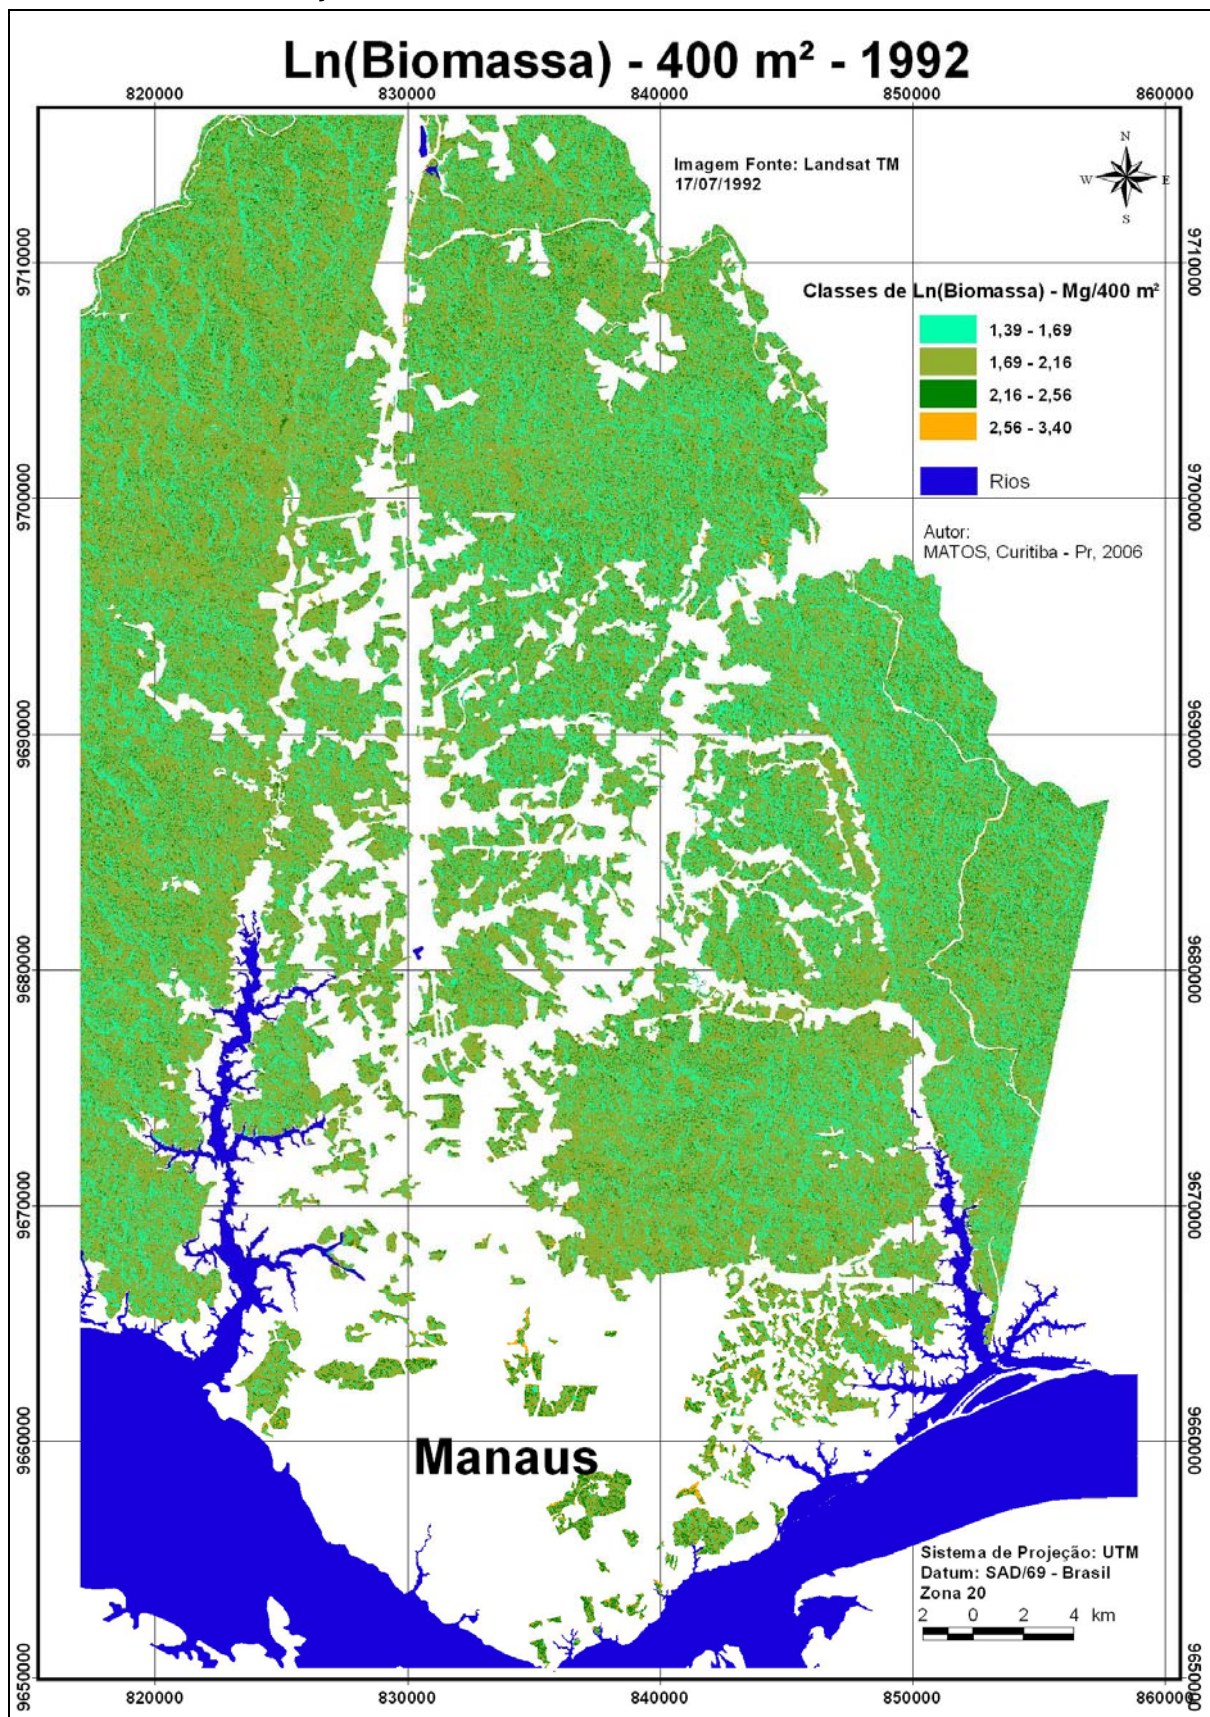 Ln(Biomassa) - 400 m² - 1992
820000 830000 840000 850000 860000
Imagem Fonte: Landsat TM
17/07/1992
N
W E
S
9710000 9710000
Classes de Ln(Biomassa) - Mg/400 m²
1,39 - 1,69
1,69 - 2,16
2,16 - 2,56
2,56 - 3,40
Rios
9700000 9700000
Autor:
MATOS, Curitiba - Pr, 2006
9690000 9690000
9680000 9680000
9670000 9670000
9660000 9660000
Manaus
Sistema de Projeção: UTM
Datum: SAD/69 - Brasil
Zona 20
2 0 2 4 km
9650000 9650000
820000 830000 840000 850000 860000